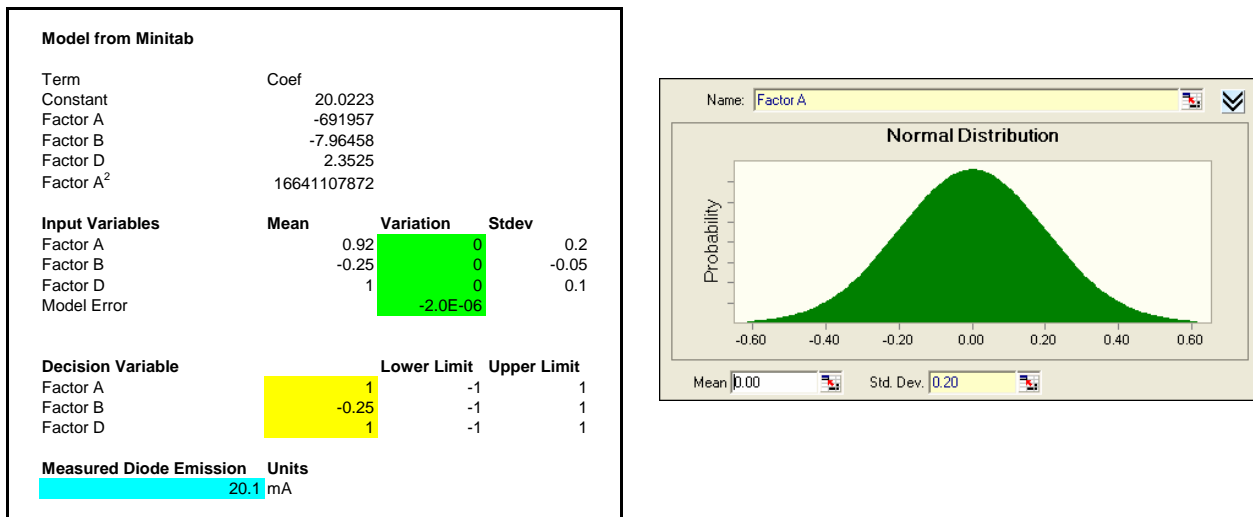 Model from Minitab
Term Coef
Constant 20.0223
Factor A -691957
Factor B -7.96458
Factor D 2.3525
Factor A² 16641107872
Input Variables Mean Variation Stdev
Factor A 0.92 0 0.2
Factor B -0.25 0 -0.05
Factor D 1 0 0.1
Model Error -2.0E-06
Decision Variable Lower Limit Upper Limit
Factor A 1 -1 1
Factor B -0.25 -1 1
Factor D 1 -1 1
Measured Diode Emission Units
20.1 mA
Name: Factor A
Normal Distribution
Probability
-0.60 -0.40 -0.20 0.00 0.20 0.40 0.60
Mean 0.00 Std. Dev. 0.20